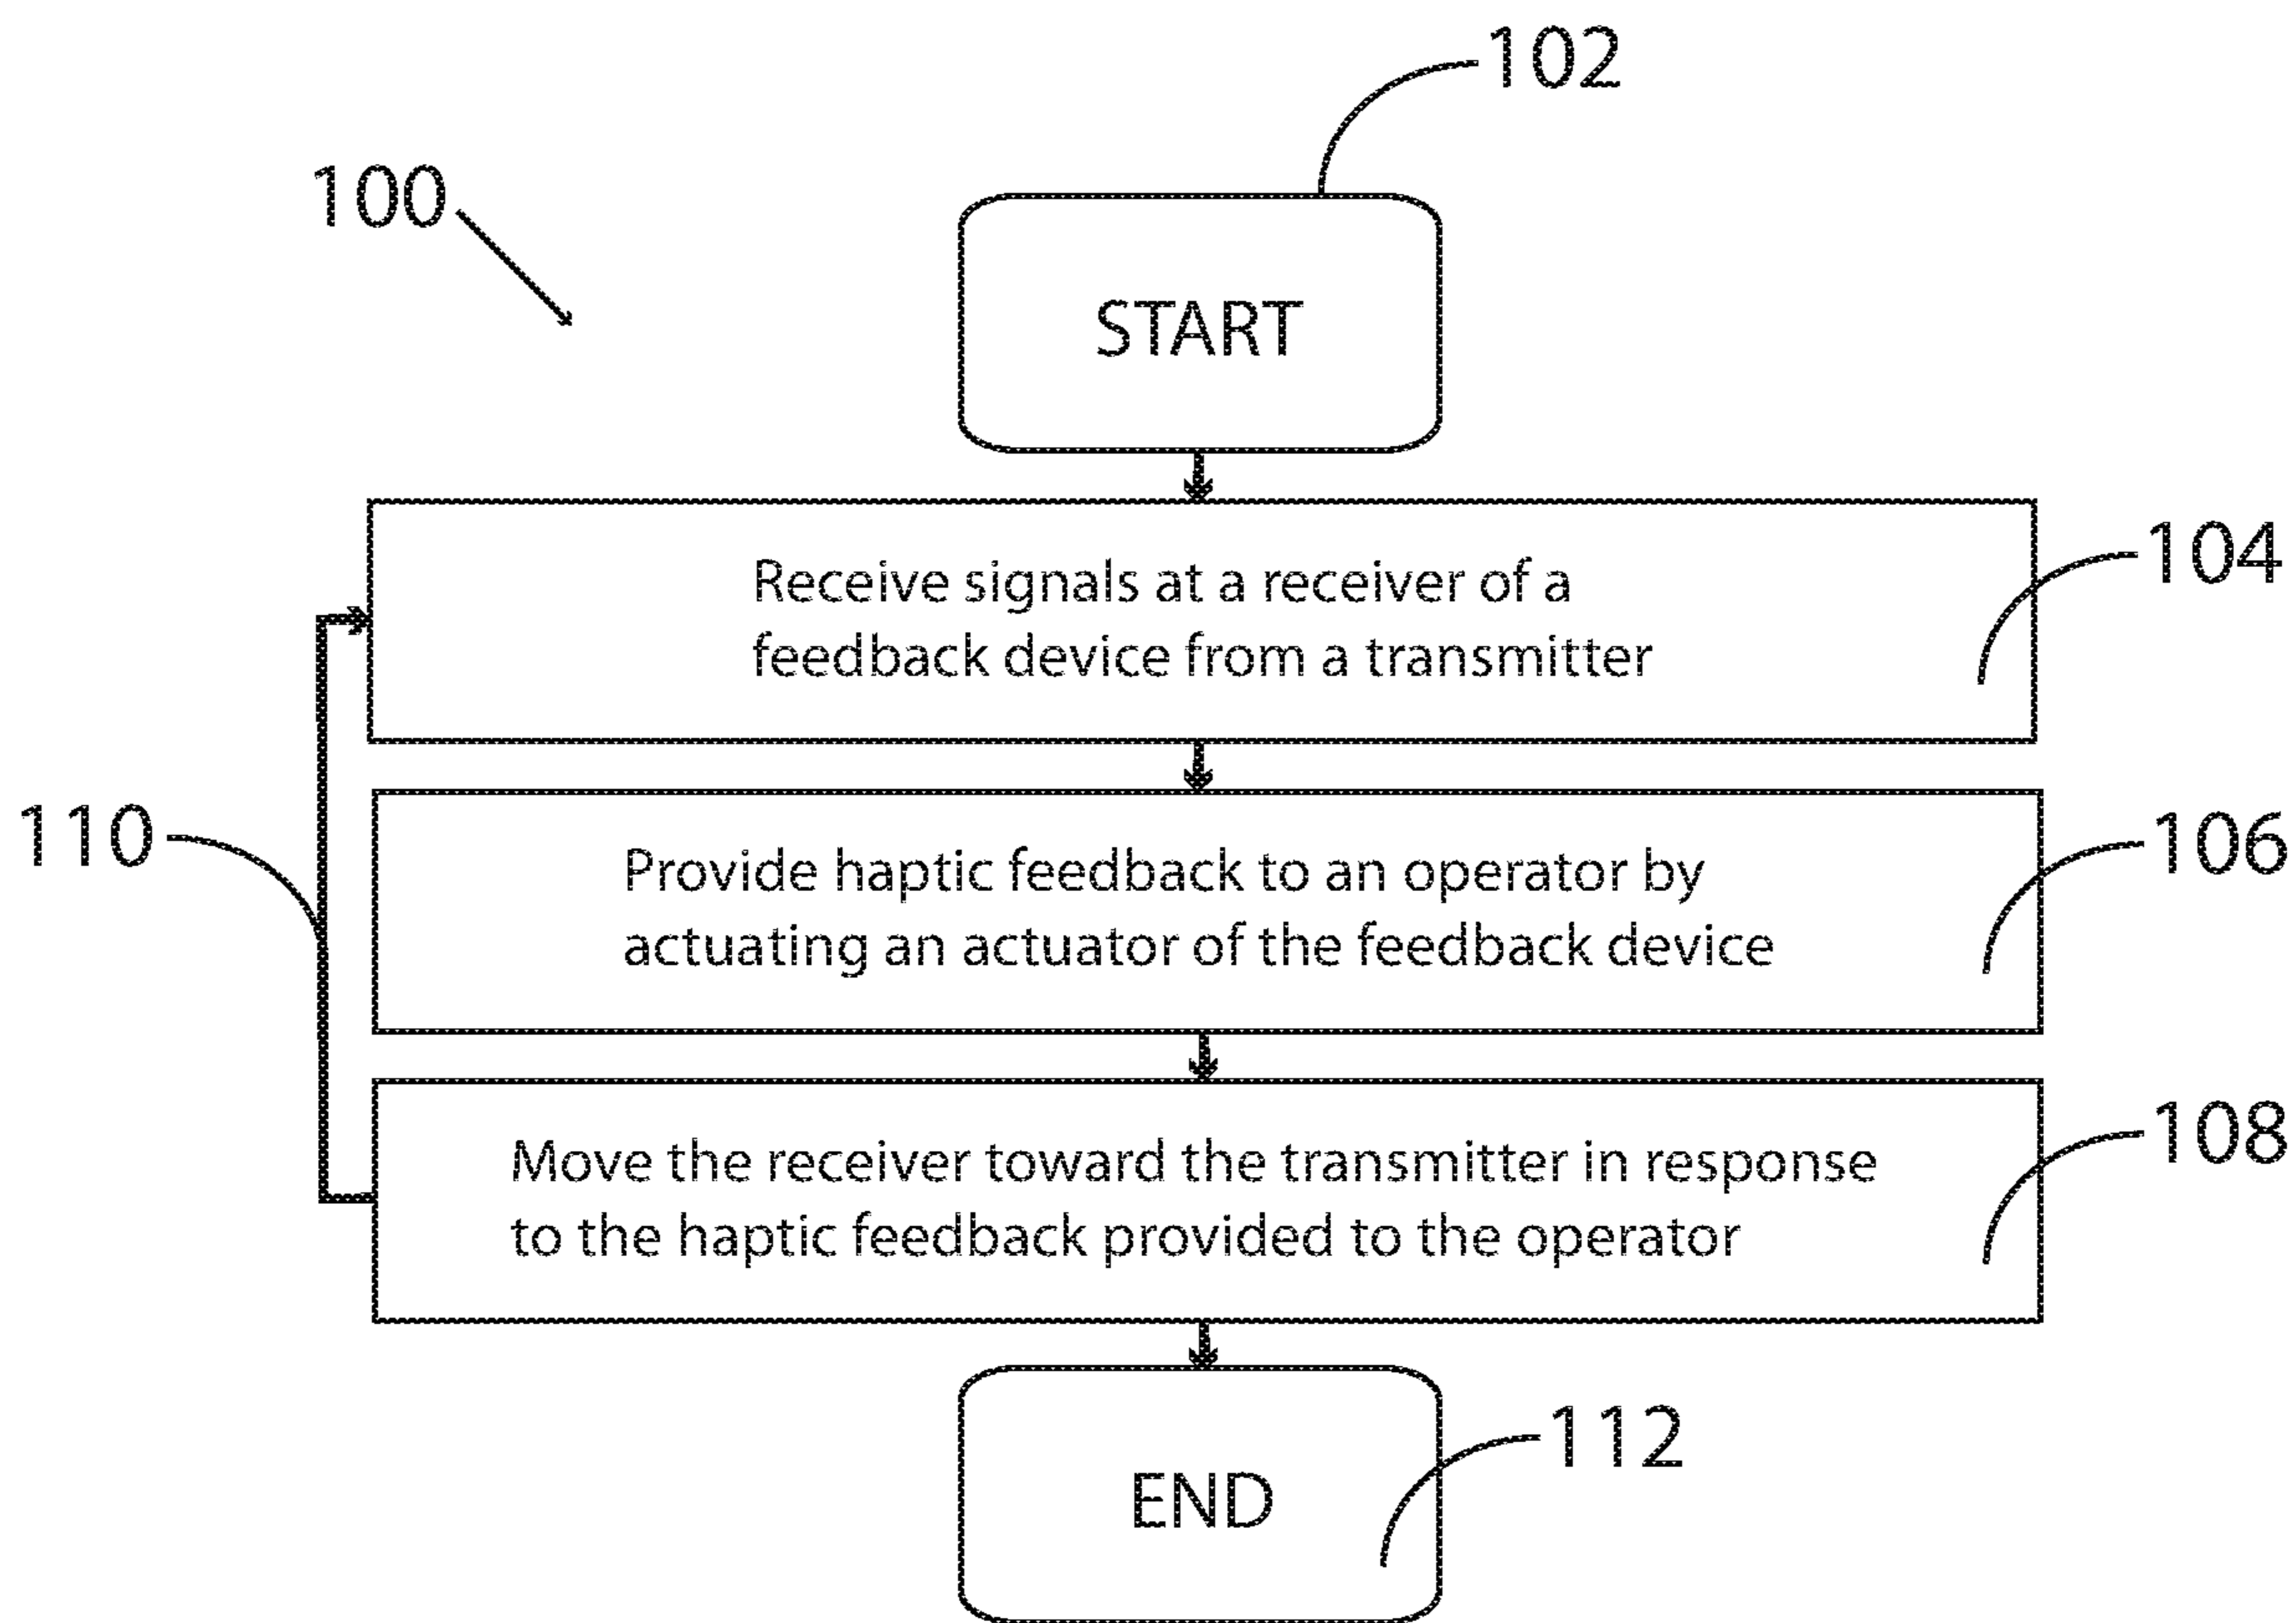 102
100
START
Receive signals at a receiver of a
feedback device from a transmitter
104
Provide haptic feedback to an operator by
actuating an actuator of the feedback device
106
110
Move the receiver toward the transmitter in response
to the haptic feedback provided to the operator
108
END
112